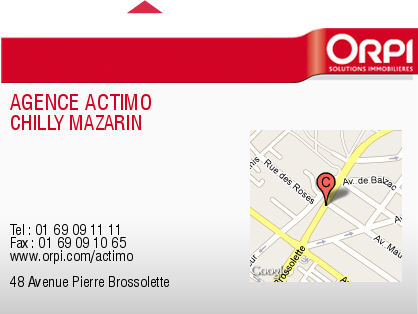 ORPI
SOLUTIONS IMMOBILIÈRES
AGENCE ACTIMO
CHILLY MAZARIN
Tel : 01 69 09 11 11
Fax : 01 69 09 10 65
www.orpi.com/actimo
48 Avenue Pierre Brossolette
Rue des Roses
C
Av. de Balzac
Av. Mau
Brossolette
Google